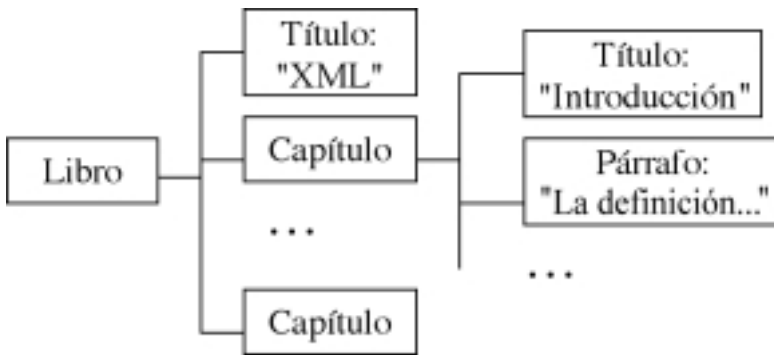 Título:
"XML"
Libro
Capítulo
...
Capítulo
Título:
"Introducción"
Párrafo:
"La definición..."
...